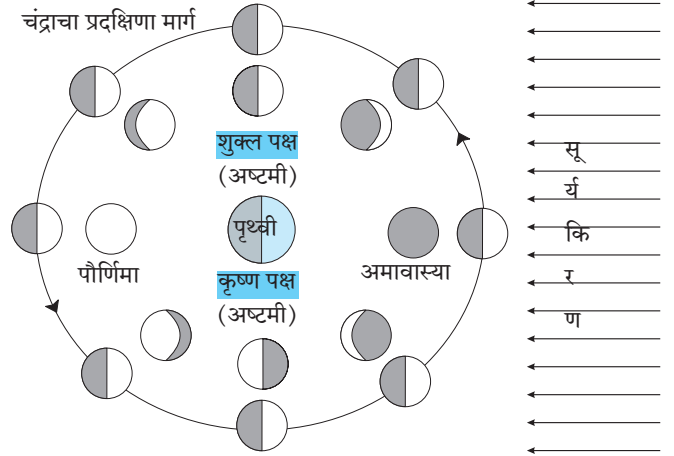 चंद्राचा प्रदक्षिणा मार्ग
शुक्ल पक्ष
(अष्टमी)
पृथ्वी
पौर्णिमा
अमावास्या
कृष्ण पक्ष
(अष्टमी)
सू
र्य
कि
र
ण